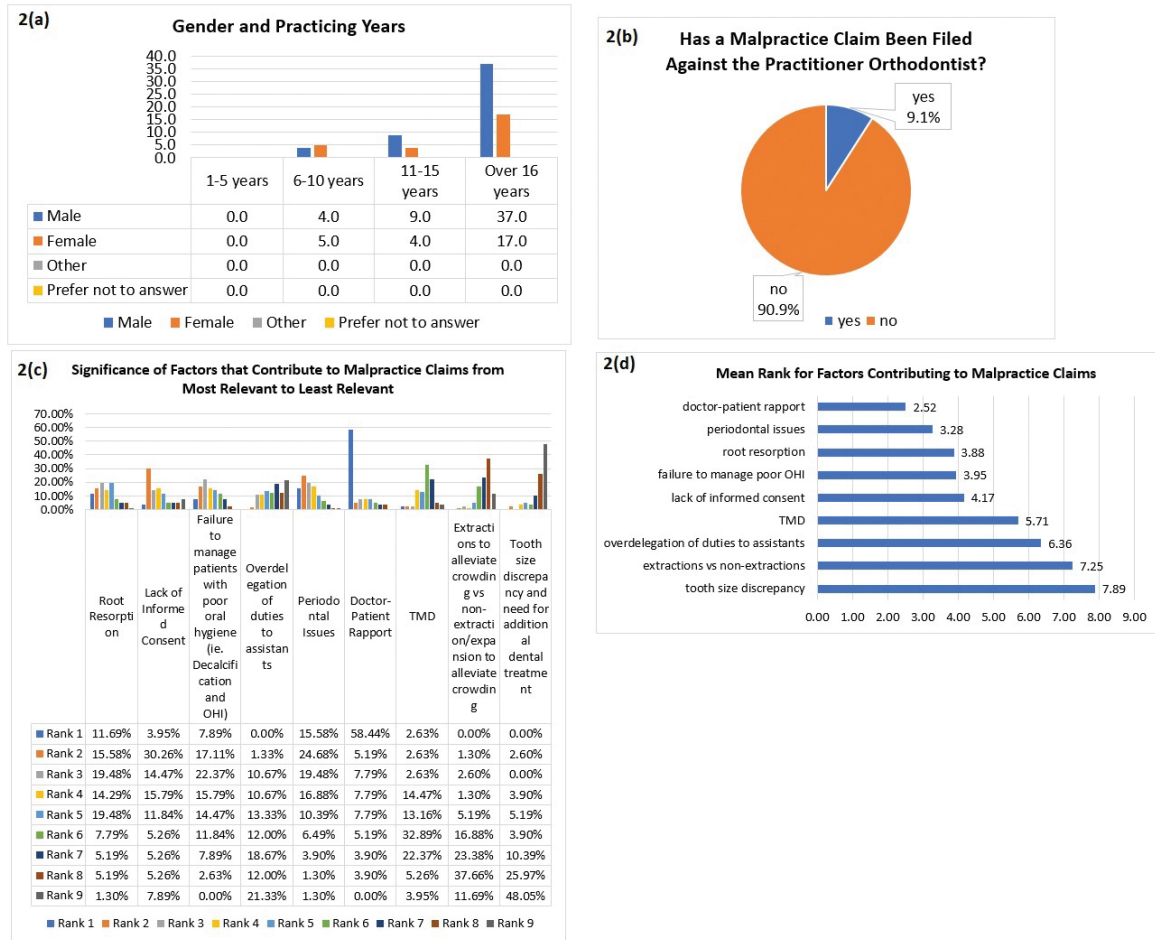 2(a)
Gender and Practicing Years
40.0
35.0
30.0
25.0
20.0
15.0
10.0
5.0
0.0
1-5 years 6-10 years 11-15 years Over 16 years
Male 0.0 4.0 9.0 37.0
Female 0.0 5.0 4.0 17.0
Other 0.0 0.0 0.0 0.0
Prefer not to answer 0.0 0.0 0.0 0.0
Male Female Other Prefer not to answer
2(b)
Has a Malpractice Claim Been Filed
Against the Practitioner Orthodontist?
yes
9.1%
no
90.9%
yes no
2(c)
Significance of Factors that Contribute to Malpractice Claims from
Most Relevant to Least Relevant
70.00%
60.00%
50.00%
40.00%
30.00%
20.00%
10.00%
0.00%
Root
Resorpti
on
Lack of
Informe
d
Consent
Failure
to
manage
patients
with
poor
oral
hygiene
(ie.
Decalcifi
cation
and
OHI)
Overdel
egation
of
duties
to
assistan
ts
Periodo
ntal
Issues
Doctor-
Patient
Rapport
TMD
Extracti
ons to
alleviate
crowdin
g vs
non-
extracti
on/expa
nsion to
alleviate
crowdin
g
Tooth
size
discrepa
ncy and
need for
addition
al
dental
treatme
nt
Rank 1 11.69% 3.95% 7.89% 0.00% 15.58% 58.44% 2.63% 0.00% 0.00%
Rank 2 15.58% 30.26% 17.11% 1.33% 24.68% 5.19% 2.63% 1.30% 2.60%
Rank 3 19.48% 14.47% 22.37% 10.67% 19.48% 7.79% 2.63% 2.60% 0.00%
Rank 4 14.29% 15.79% 15.79% 10.67% 16.88% 7.79% 14.47% 1.30% 3.90%
Rank 5 19.48% 11.84% 14.47% 13.33% 10.39% 7.79% 13.16% 5.19% 5.19%
Rank 6 7.79% 5.26% 11.84% 12.00% 6.49% 5.19% 32.89% 16.88% 3.90%
Rank 7 5.19% 5.26% 7.89% 18.67% 3.90% 3.90% 22.37% 23.38% 10.39%
Rank 8 5.19% 5.26% 2.63% 12.00% 1.30% 3.90% 5.26% 37.66% 25.97%
Rank 9 1.30% 7.89% 0.00% 21.33% 1.30% 0.00% 3.95% 11.69% 48.05%
Rank 1 Rank 2 Rank 3 Rank 4 Rank 5 Rank 6 Rank 7 Rank 8 Rank 9
2(d)
Mean Rank for Factors Contributing to Malpractice Claims
doctor-patient rapport 2.52
periodontal issues 3.28
root resorption 3.88
failure to manage poor OHI 3.95
lack of informed consent 4.17
TMD 5.71
overdelegation of duties to assistants 6.36
extractions vs non-extractions 7.25
tooth size discrepancy 7.89
0.00 1.00 2.00 3.00 4.00 5.00 6.00 7.00 8.00 9.00